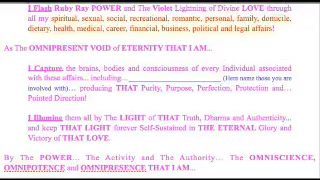 I Flash Ruby Ray POWER and The Violet Lightning of Divine LOVE through all my
spiritual, sexual, social, recreational, romantic, personal, family, domicile, dietary, health, medical, career, financial, business, political and legal affairs!
As The OMNIPRESENT VOID of ETERNITY THAT I AM...
I Capture the brains, bodies and consciousness of every Individual associated
with these affairs... including.... ______________________ (Here name those you are
involved with)... producing THAT Purity, Purpose, Perfection, Protection and —
Pointed Direction!
I Illumine them all by The LIGHT of THAT Truth, Dharma and Authenticity...
and keep THAT LIGHT forever Self-Sustained in THE ETERNAL Glory and
Victory of THAT LOVE.
By The POWER... The Activity and The Authority... The OMNISCIENCE,
OMNIPOTENCE and OMNIPRESENCE THAT I AM...